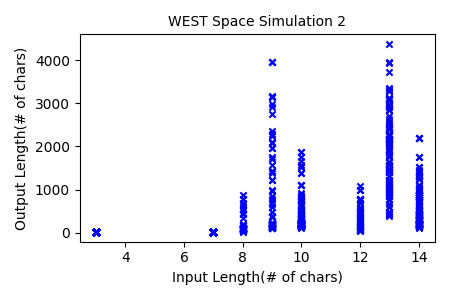 WEST Space Simulation 2
Output Length(# of chars)
4000
3000
2000
1000
0
4 6 8 10 12 14
Input Length(# of chars)